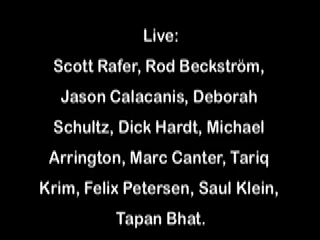 Live:
Scott Rafer, Rod Beckström,
Jason Calacanis, Deborah
Schultz, Dick Hardt, Michael
Arrington, Marc Canter, Tariq
Krim, Felix Petersen, Saul Klein,
Tapan Bhat.